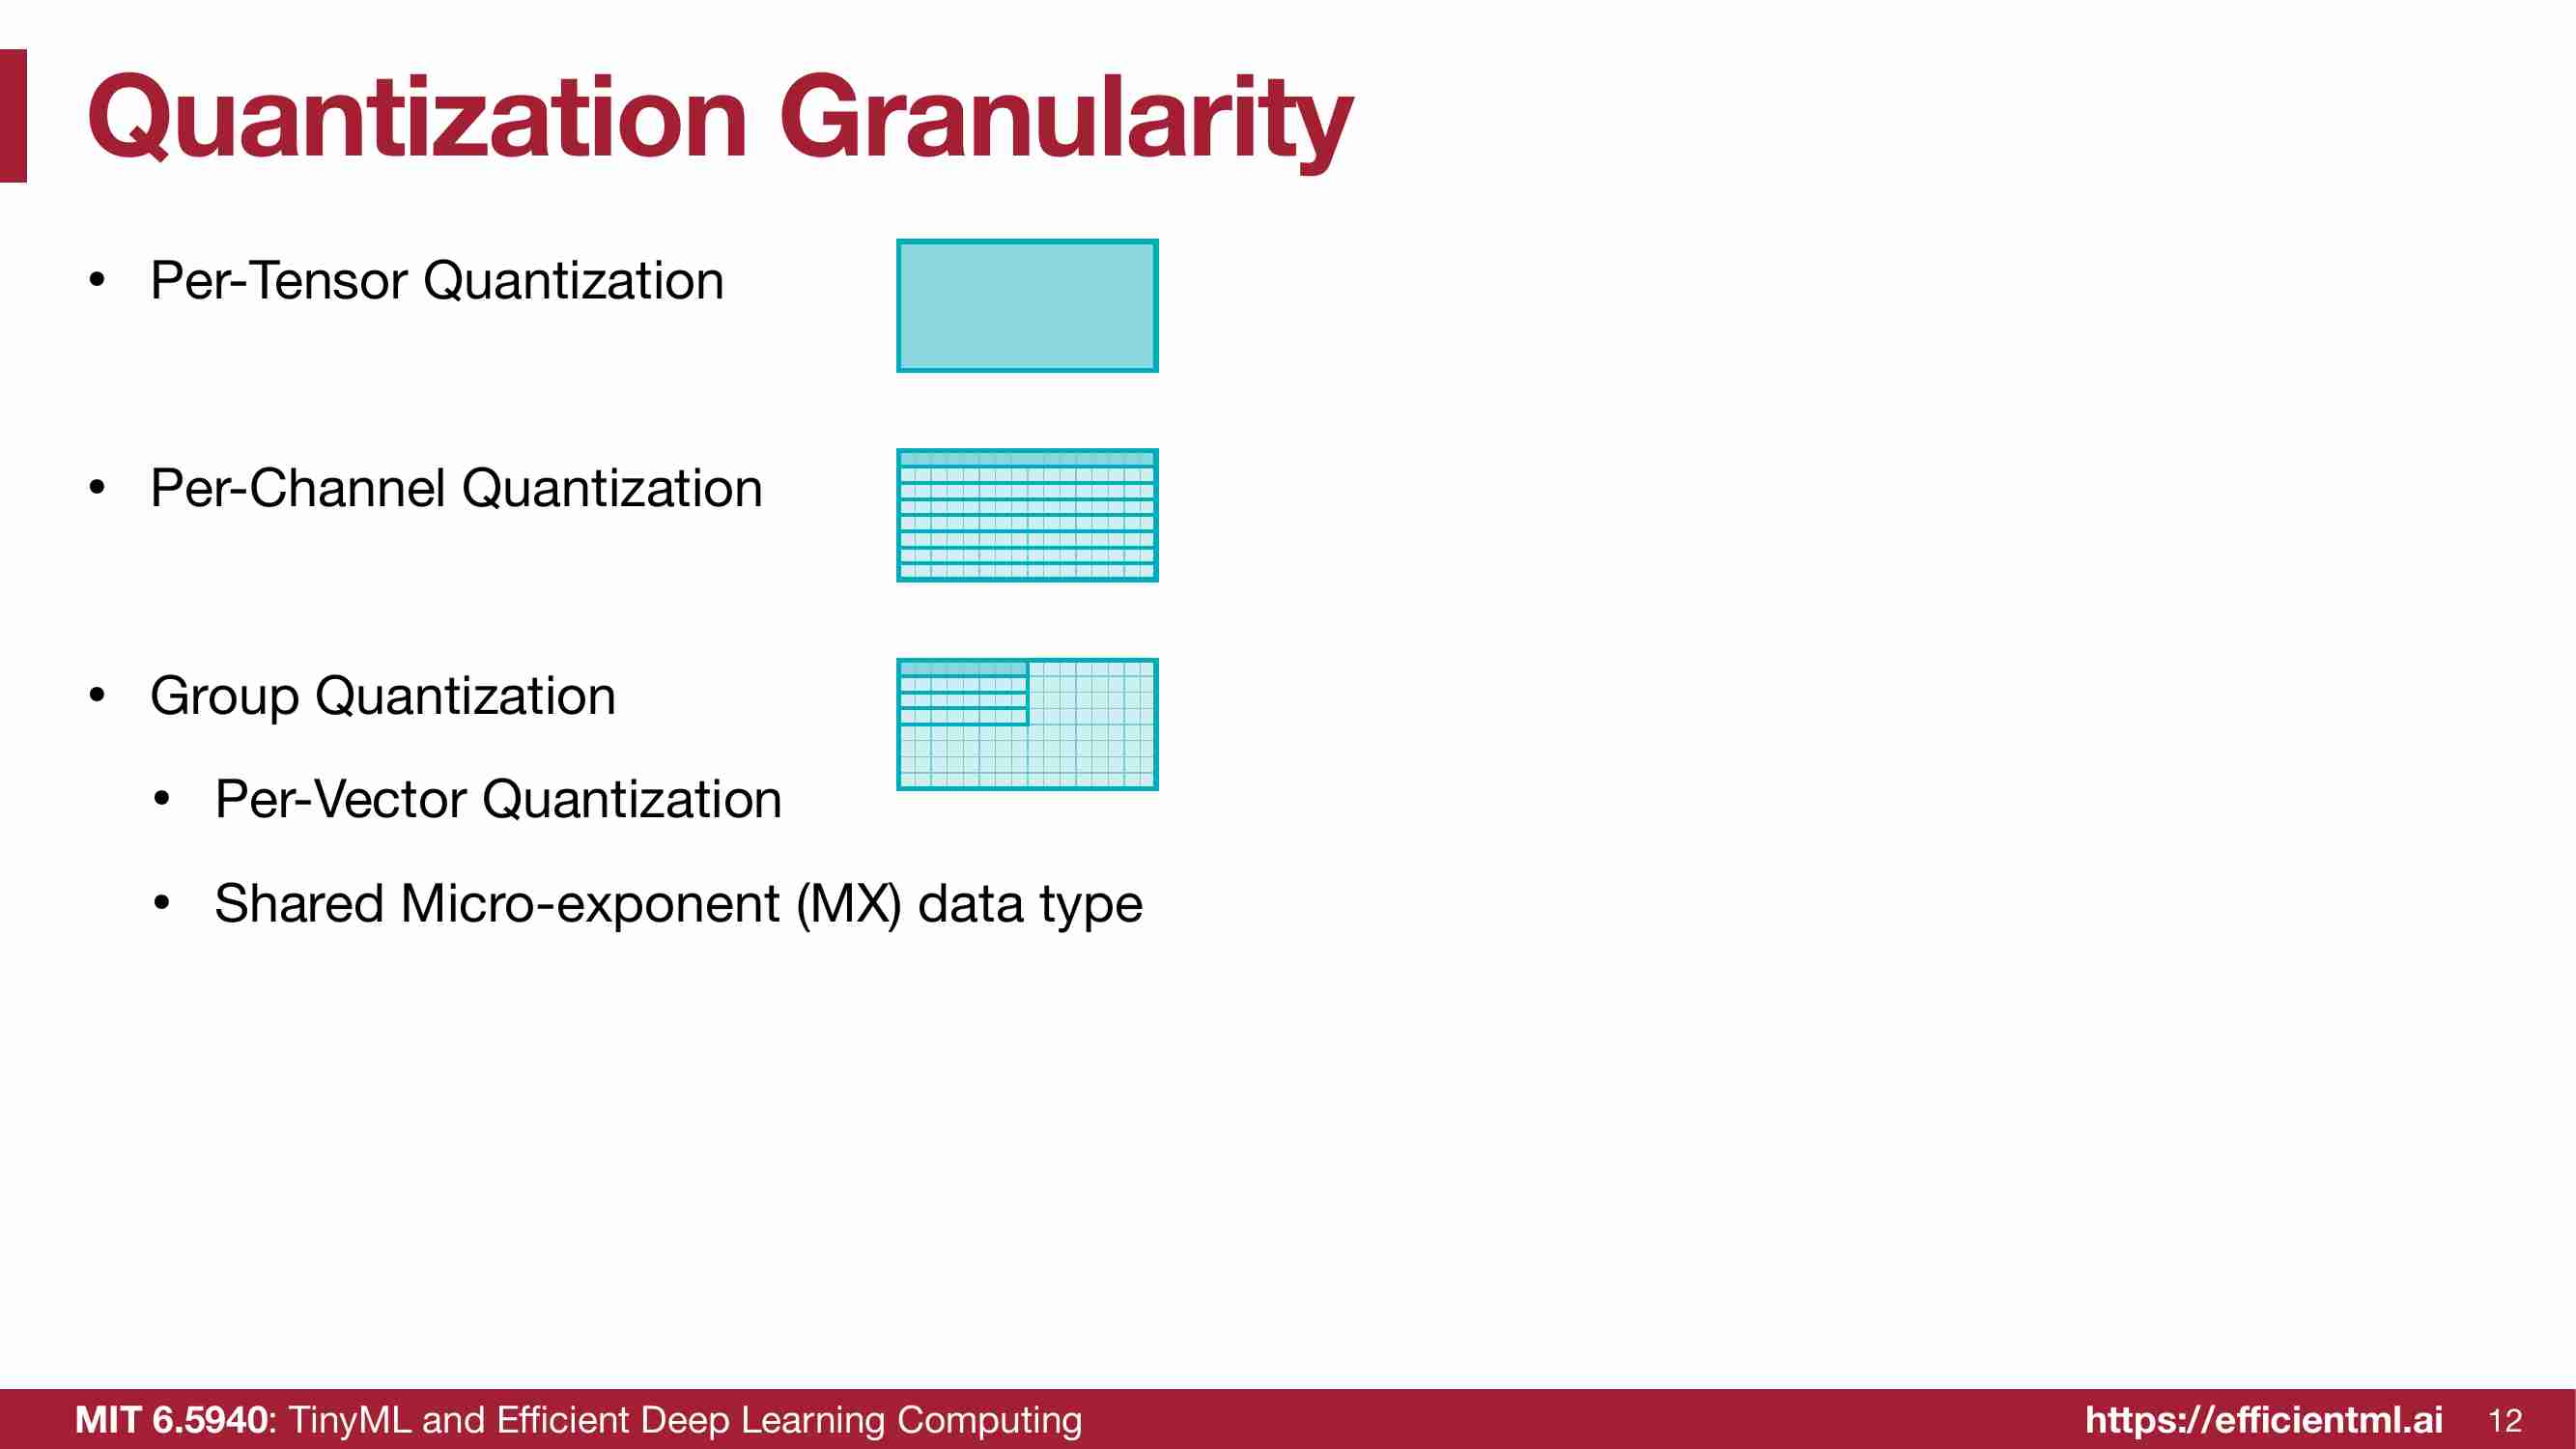 Quantization Granularity
• Per-Tensor Quantization
• Per-Channel Quantization
• Group Quantization
• Per-Vector Quantization
• Shared Micro-exponent (MX) data type
MIT 6.5940: TinyML and Efficient Deep Learning Computing
https://efficientml.ai 12